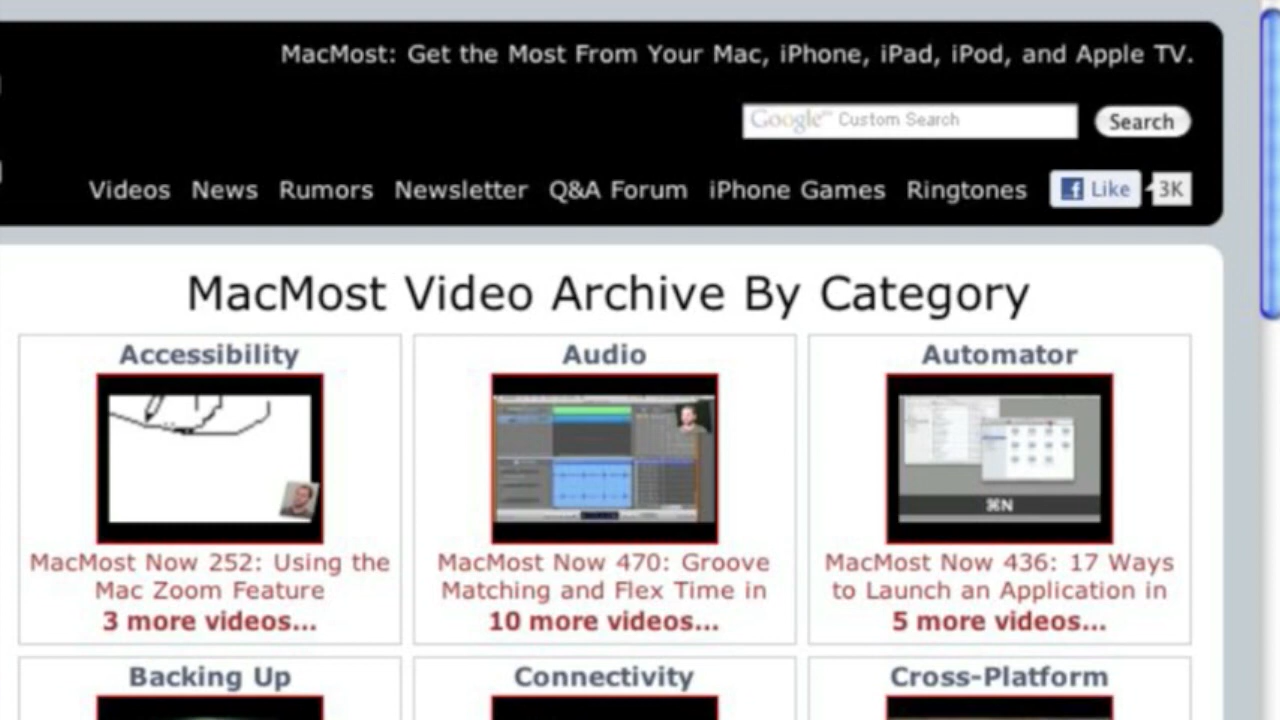 MacMost: Get the Most From Your Mac, iPhone, iPad, iPod, and Apple TV.
Google™ Custom Search Search
Videos News Rumors Newsletter Q&A Forum iPhone Games Ringtones Like 3K
MacMost Video Archive By Category
Accessibility Audio Automator
⌘N
MacMost Now 252: Using the MacMost Now 470: Groove MacMost Now 436: 17 Ways
Mac Zoom Feature Matching and Flex Time in to Launch an Application in
3 more videos... 10 more videos... 5 more videos...
Backing Up Connectivity Cross-Platform